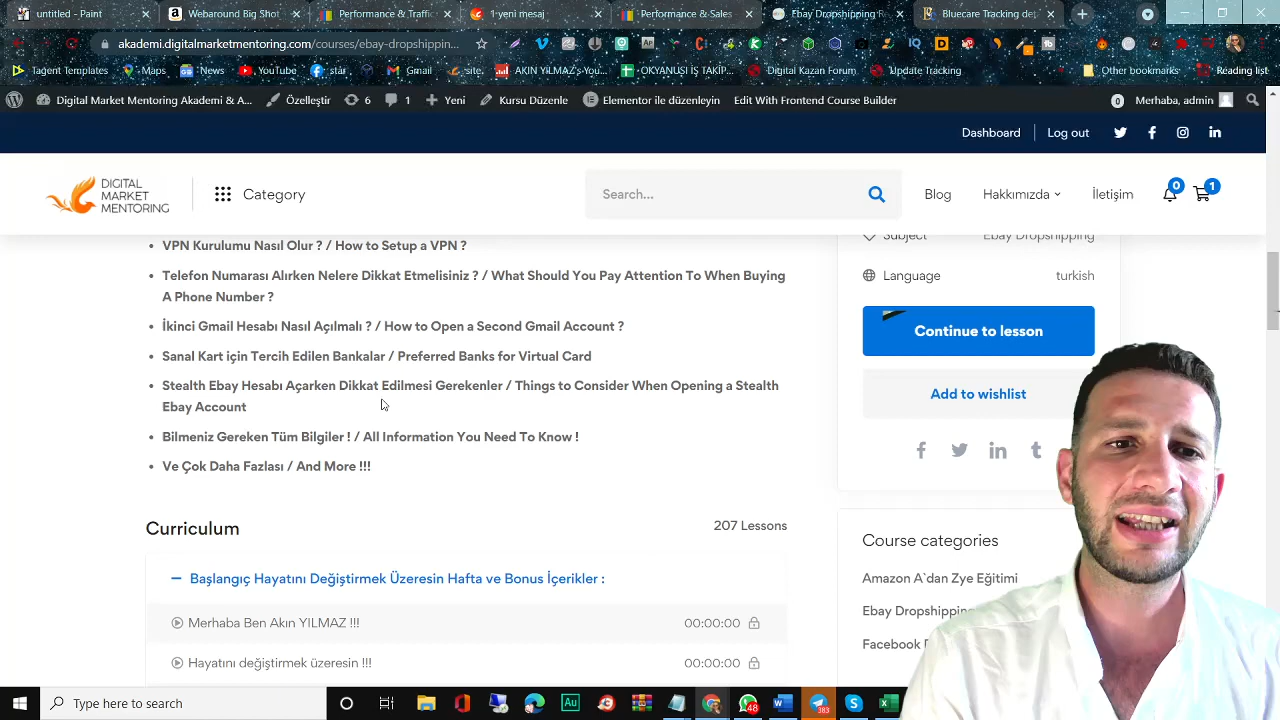 untitled - Paint
Webaround Big Shot
Performance & Traffic
1 yeni mesaj
Performance & Sales
Ebay Dropshipping
Bluecare Tracking
akademi.digitalmarketmentoring.com/courses/ebay-dropshippin...
Tagent Templates
Maps
News
YouTube
star
Gmail
site
AKIN YILMAZ's-You...
OKYANUSI İŞ TAKİP...
Digital Kazan Forum
Update Tracking
Other bookmarks
Reading list
Digital Market Mentoring Akademi & A...
Özelleştir
6
1
Yeni
Kursu Düzenle
Elementor ile düzenleyin
Edit With Frontend Course Builder
0
Merhaba, admin
Dashboard
Log out
DIGITAL
MARKET
MENTORING
Category
Search...
Blog
Hakkımızda
İletişim
0
1
VPN Kurulumu Nasıl Olur ? / How to Setup a VPN ?
Telefon Numarası Alırken Nelere Dikkat Etmelisiniz ? / What Should You Pay Attention To When Buying
A Phone Number ?
İkinci Gmail Hesabı Nasıl Açılmalı ? / How to Open a Second Gmail Account ?
Sanal Kart için Tercih Edilen Bankalar / Preferred Banks for Virtual Card
Stealth Ebay Hesabı Açarken Dikkat Edilmesi Gerekenler / Things to Consider When Opening a Stealth
Ebay Account
Bilmeniz Gereken Tüm Bilgiler ! / All Information You Need To Know !
Ve Çok Daha Fazlası / And More !!!
Subject
Ebay Dropshipping
Language
turkish
Continue to lesson
Add to wishlist
Curriculum
207 Lessons
Başlangıç Hayatını Değiştirmek Üzeresin Hafta ve Bonus İçerikler :
Merhaba Ben Akın YILMAZ !!!
00:00:00
Hayatını değiştirmek üzeresin !!!
00:00:00
Course categories
Amazon A`dan Zye Eğitimi
Ebay Dropshipping
Facebook
Type here to search
48
383